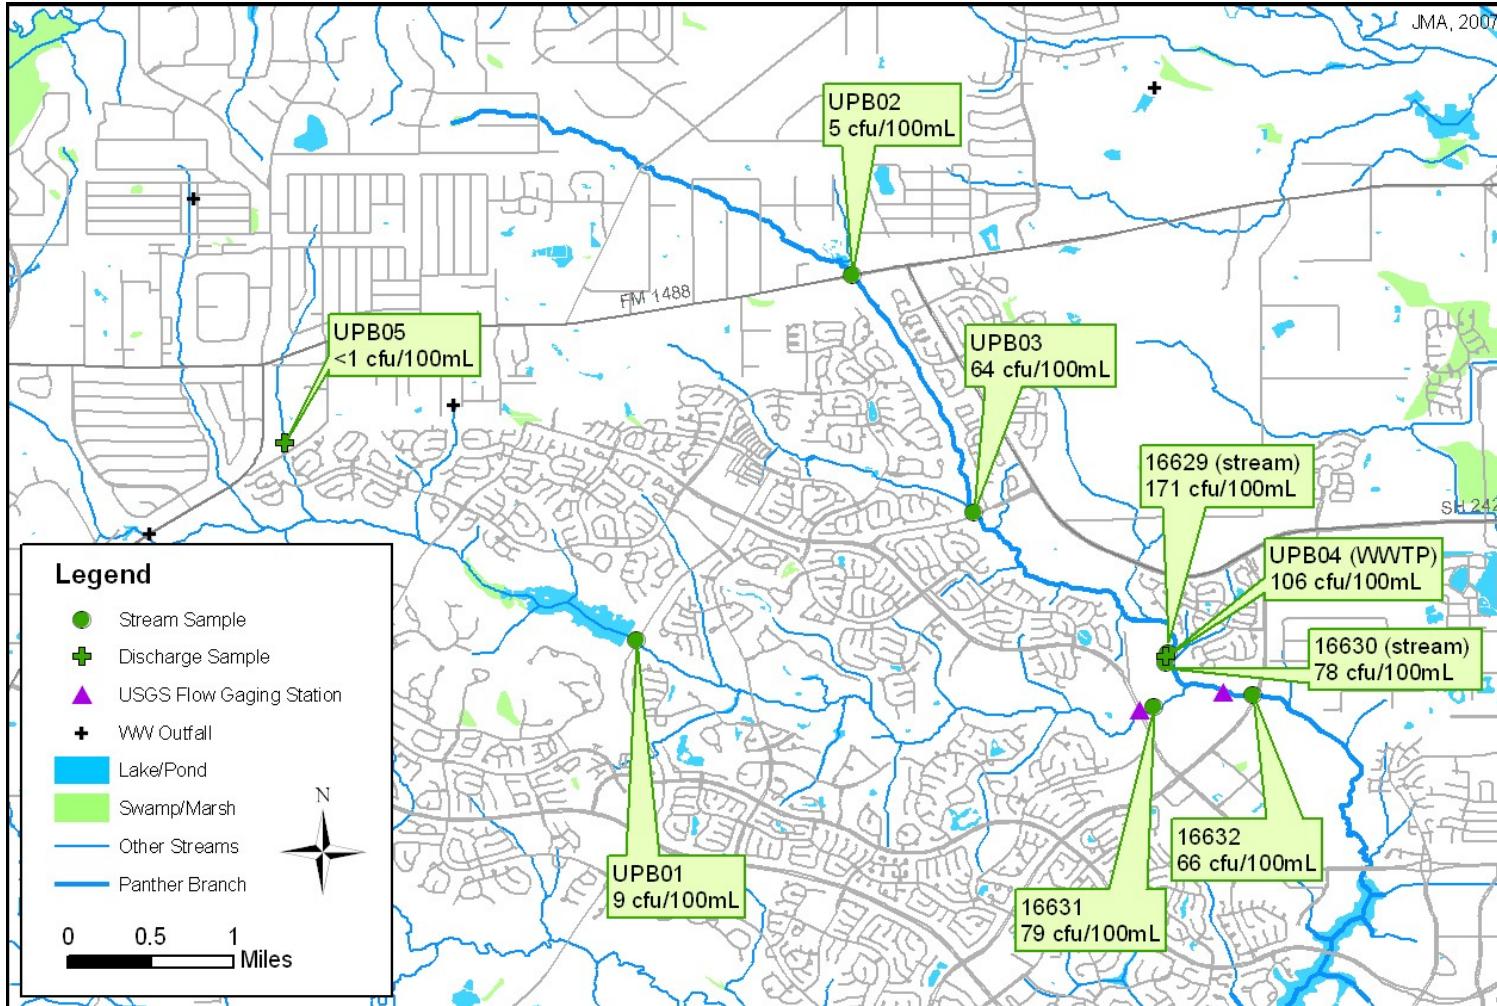 JMA, 2007
UPB02
5 cfu/100mL
FM 1488
UPB05
<1 cfu/100mL
UPB03
64 cfu/100mL
16629 (stream)
171 cfu/100mL
SH 242
UPB04 (WWTP)
106 cfu/100mL
16630 (stream)
78 cfu/100mL
16632
66 cfu/100mL
UPB01
9 cfu/100mL
16631
79 cfu/100mL
Legend
Stream Sample
Discharge Sample
USGS Flow Gaging Station
WW Outfall
Lake/Pond
Swamp/Marsh
Other Streams
Panther Branch
N
0 0.5 1
Miles